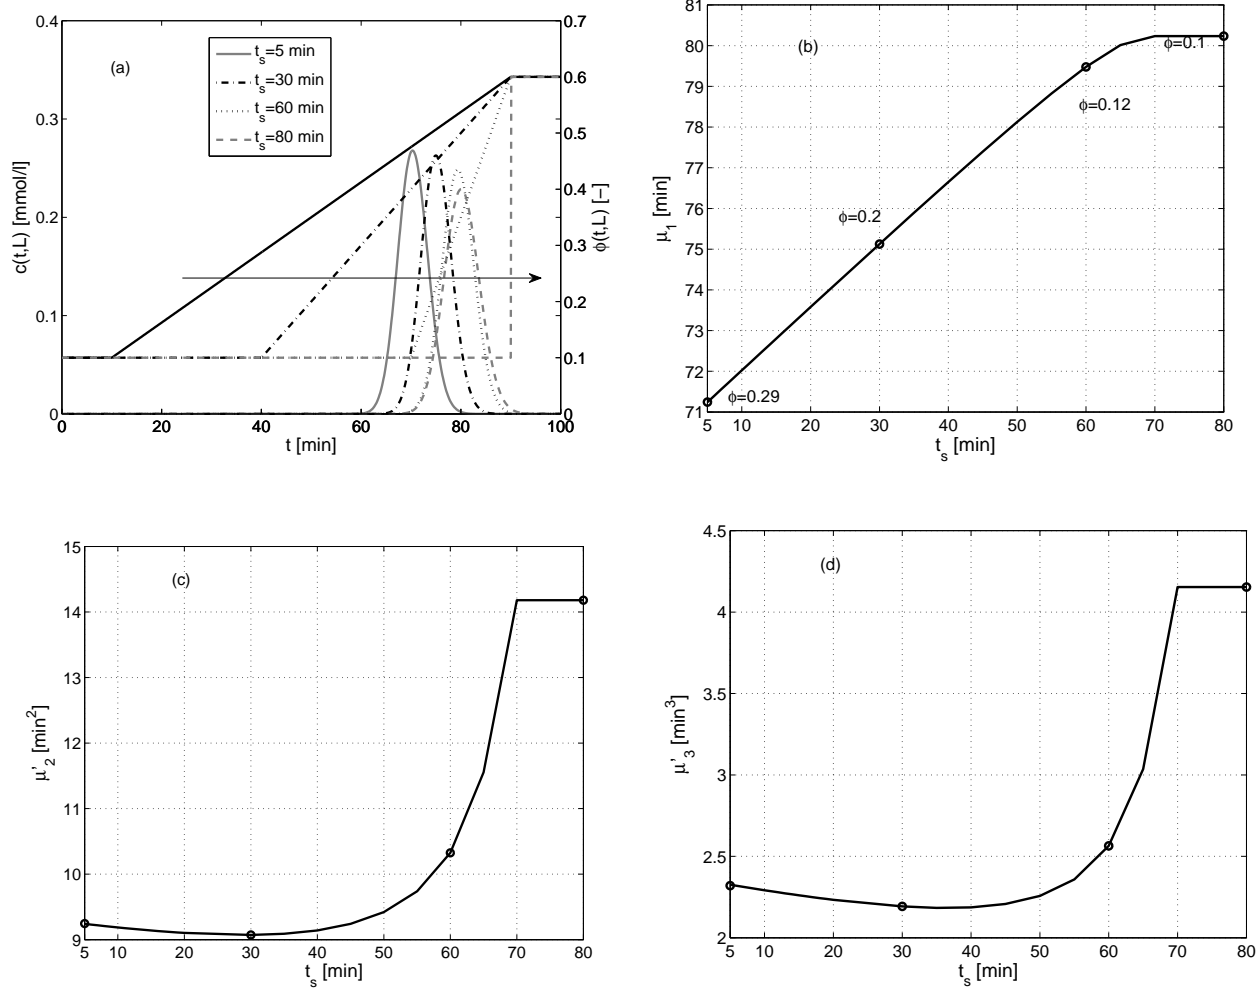 0.4
0.3
0.2
0.1
0
c(t,L) [mmol/l]
(a)
t_s=5 min
t_s=30 min
t_s=60 min
t_s=80 min
0.7
0.6
0.5
0.4
0.3
0.2
0.1
0
ϕ(t,L) [−]
0 20 40 60 80 100
t [min]
81
80
79
78
77
76
75
74
73
72
71
μ_1 [min]
(b)
ϕ=0.1
ϕ=0.12
ϕ=0.2
ϕ=0.29
5 10 20 30 40 50 60 70 80
t_s [min]
15
14
13
12
11
10
9
μ'_2 [min^2]
(c)
5 10 20 30 40 50 60 70 80
t_s [min]
4.5
4
3.5
3
2.5
2
μ'_3 [min^3]
(d)
5 10 20 30 40 50 60 70 80
t_s [min]